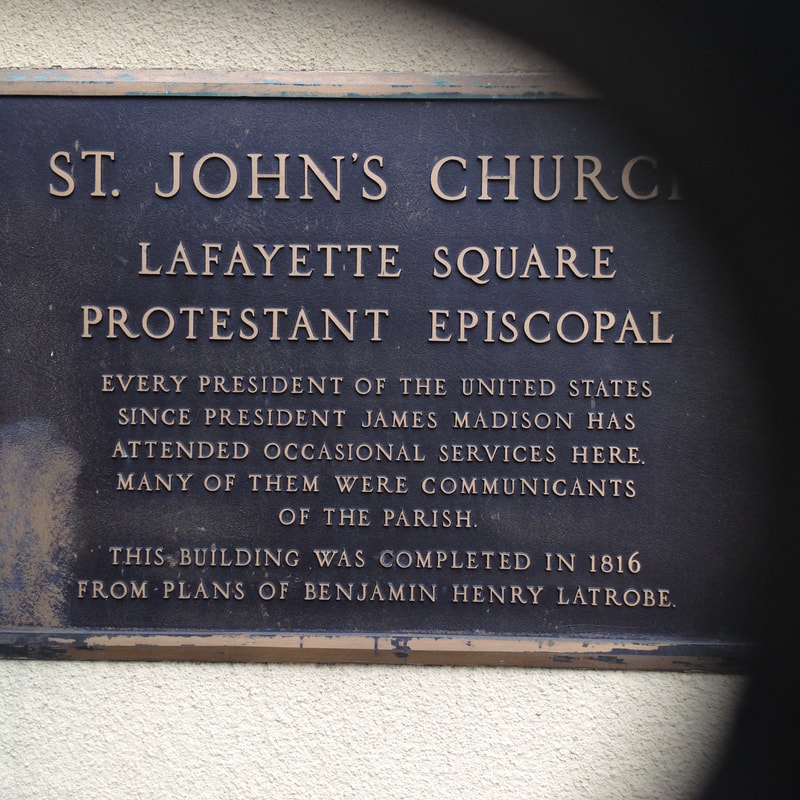 ST. JOHN'S CHURCH
LAFAYETTE SQUARE
PROTESTANT EPISCOPAL
EVERY PRESIDENT OF THE UNITED STATES
SINCE PRESIDENT JAMES MADISON HAS
ATTENDED OCCASIONAL SERVICES HERE.
MANY OF THEM WERE COMMUNICANTS
OF THE PARISH.
THIS BUILDING WAS COMPLETED IN 1816
FROM PLANS OF BENJAMIN HENRY LATROBE.